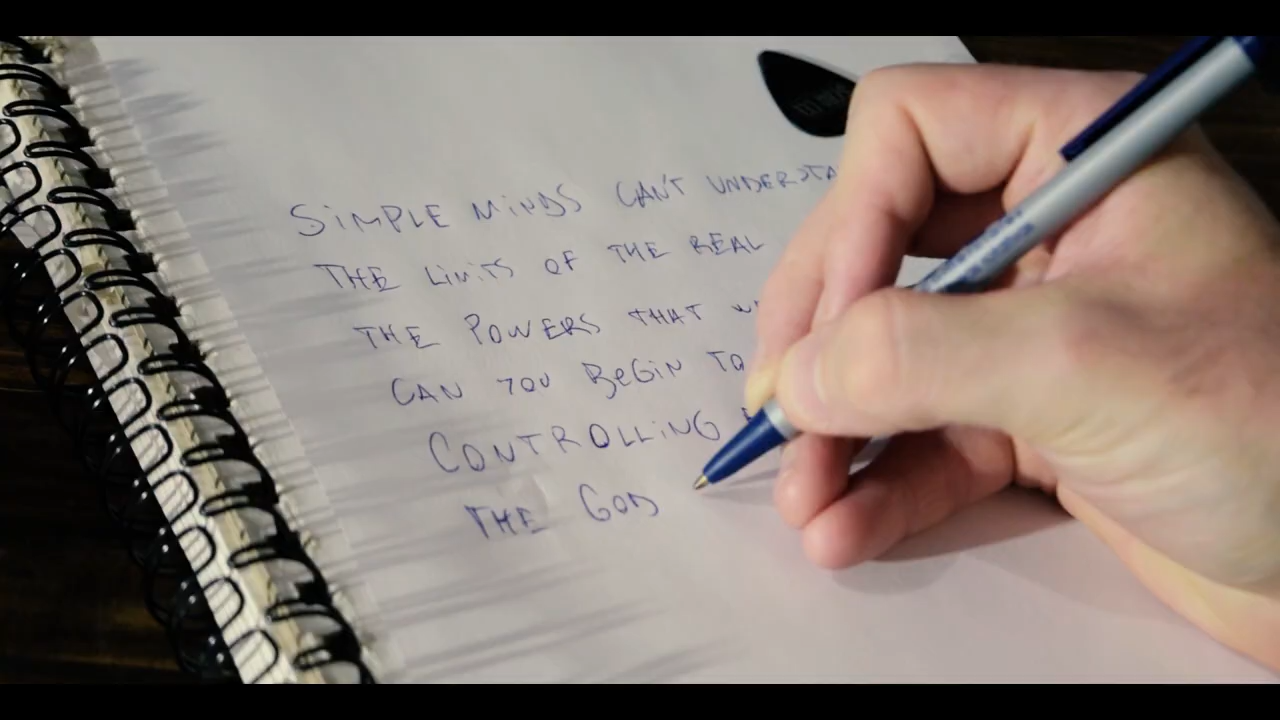 SIMPLE MINDS CAN'T UNDERSTA
THE LIMITS OF THE REAL
THE POWERS THAT
CAN YOU BEGIN TO
CONTROLLING
THE GOD